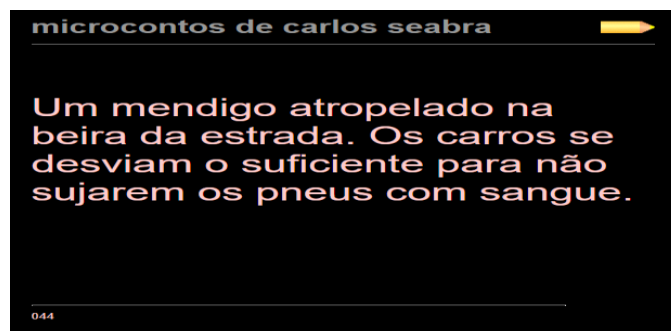 microcontos de carlos seabra
Um mendigo atropelado na
beira da estrada. Os carros se
desviam o suficiente para não
sujarem os pneus com sangue.
044